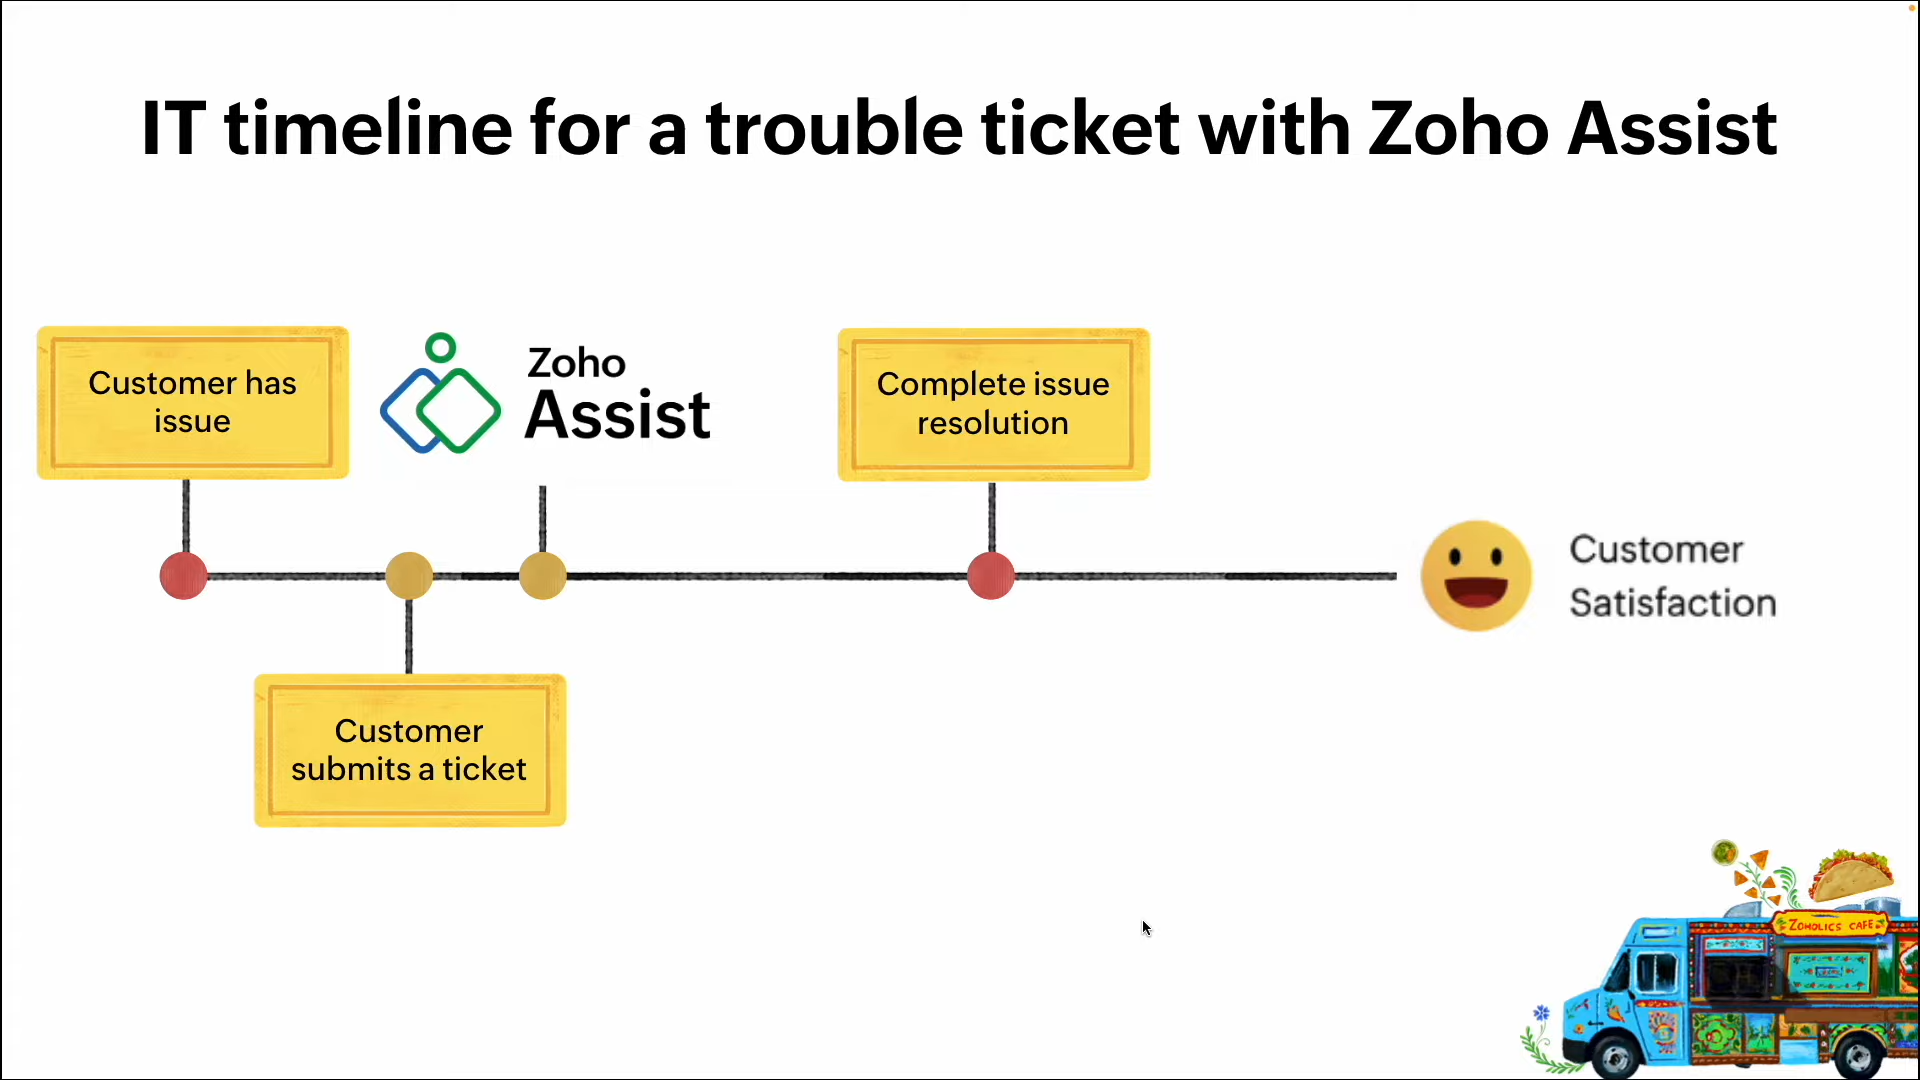 IT timeline for a trouble ticket with Zoho Assist
Customer has
issue
Zoho
Assist
Complete issue
resolution
Customer
Satisfaction
Customer
submits a ticket
ZOHOLICS CAFE